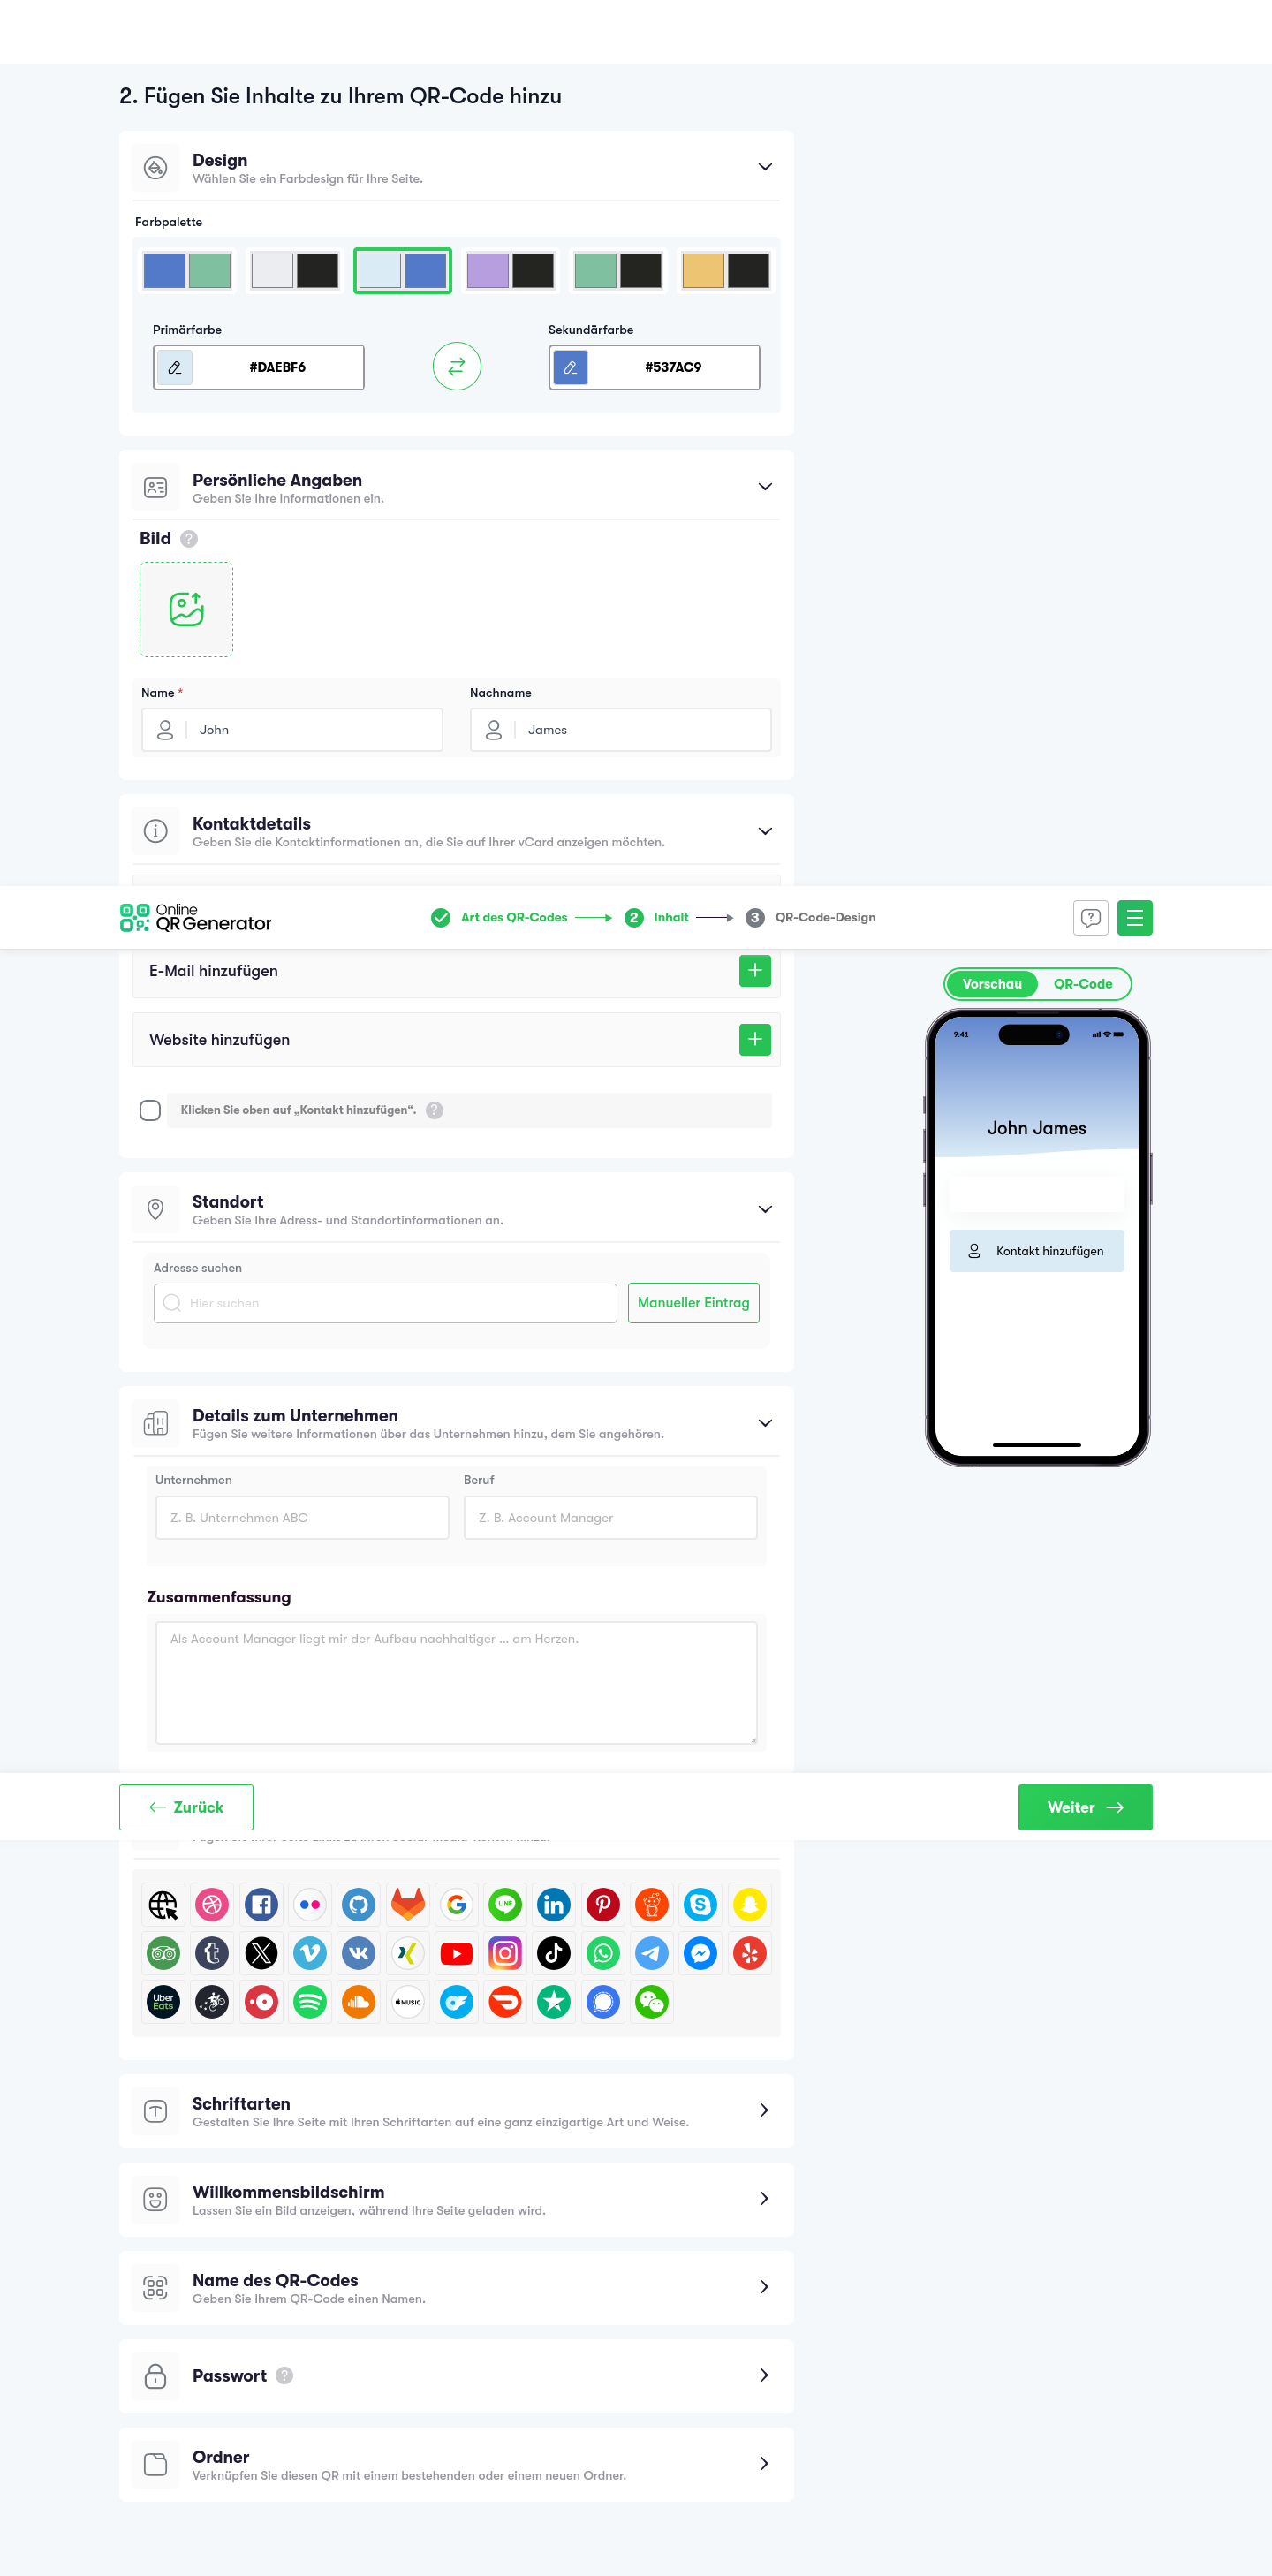 2. Fügen Sie Inhalte zu Ihrem QR-Code hinzu
Design
Wählen Sie ein Farbdesign für Ihre Seite.
Farbpalette
Primärfarbe
Sekundärfarbe
#DAEBF6
#537AC9
Persönliche Angaben
Geben Sie Ihre Informationen ein.
Bild ?
Name *
Nachname
John
James
Kontaktdetails
Geben Sie die Kontaktinformationen an, die Sie auf Ihrer vCard anzeigen möchten.
Online
QR Generator
Art des QR-Codes
2 Inhalt
3 QR-Code-Design
E-Mail hinzufügen
Website hinzufügen
Klicken Sie oben auf „Kontakt hinzufügen“. ?
Vorschau
QR-Code
9:41
John James
Kontakt hinzufügen
Standort
Geben Sie Ihre Adress- und Standortinformationen an.
Adresse suchen
Hier suchen
Manueller Eintrag
Details zum Unternehmen
Fügen Sie weitere Informationen über das Unternehmen hinzu, dem Sie angehören.
Unternehmen
Beruf
Z. B. Unternehmen ABC
Z. B. Account Manager
Zusammenfassung
Als Account Manager liegt mir der Aufbau nachhaltiger ... am Herzen.
Zurück
Weiter
LINE
Uber Eats
MUSIC
Schriftarten
Gestalten Sie Ihre Seite mit Ihren Schriftarten auf eine ganz einzigartige Art und Weise.
Willkommensbildschirm
Lassen Sie ein Bild anzeigen, während Ihre Seite geladen wird.
Name des QR-Codes
Geben Sie Ihrem QR-Code einen Namen.
Passwort ?
Ordner
Verknüpfen Sie diesen QR mit einem bestehenden oder einem neuen Ordner.